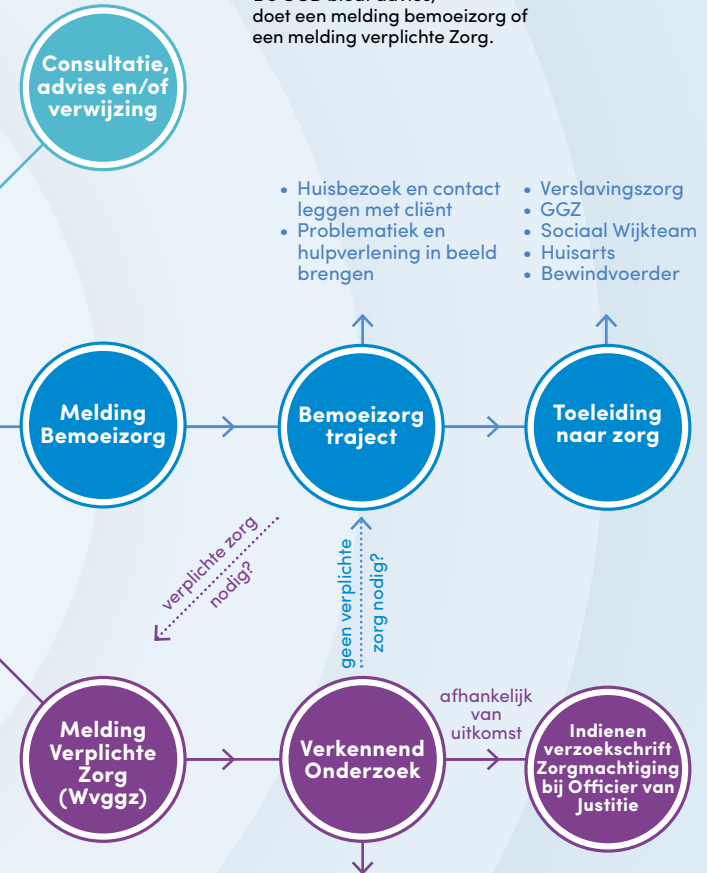 doet een melding bemoeizorg of
een melding verplichte Zorg.
Consultatie,
advies en/of
verwijzing
• Huisbezoek en contact
leggen met cliënt
• Problematiek en
hulpverlening in beeld
brengen
• Verslavingszorg
• GGZ
• Sociaal Wijkteam
• Huisarts
• Bewindvoerder
Melding
Bemoeizorg
Bemoeizorg
traject
Toeleiding
naar zorg
verplichte zorg
nodig?
geen verplichte
zorg nodig?
Melding
Verplichte
Zorg
(Wvggz)
Verkennend
Onderzoek
afhankelijk
van
uitkomst
Indienen
verzoekschrift
Zorgmachtiging
bij Officier van
Justitie